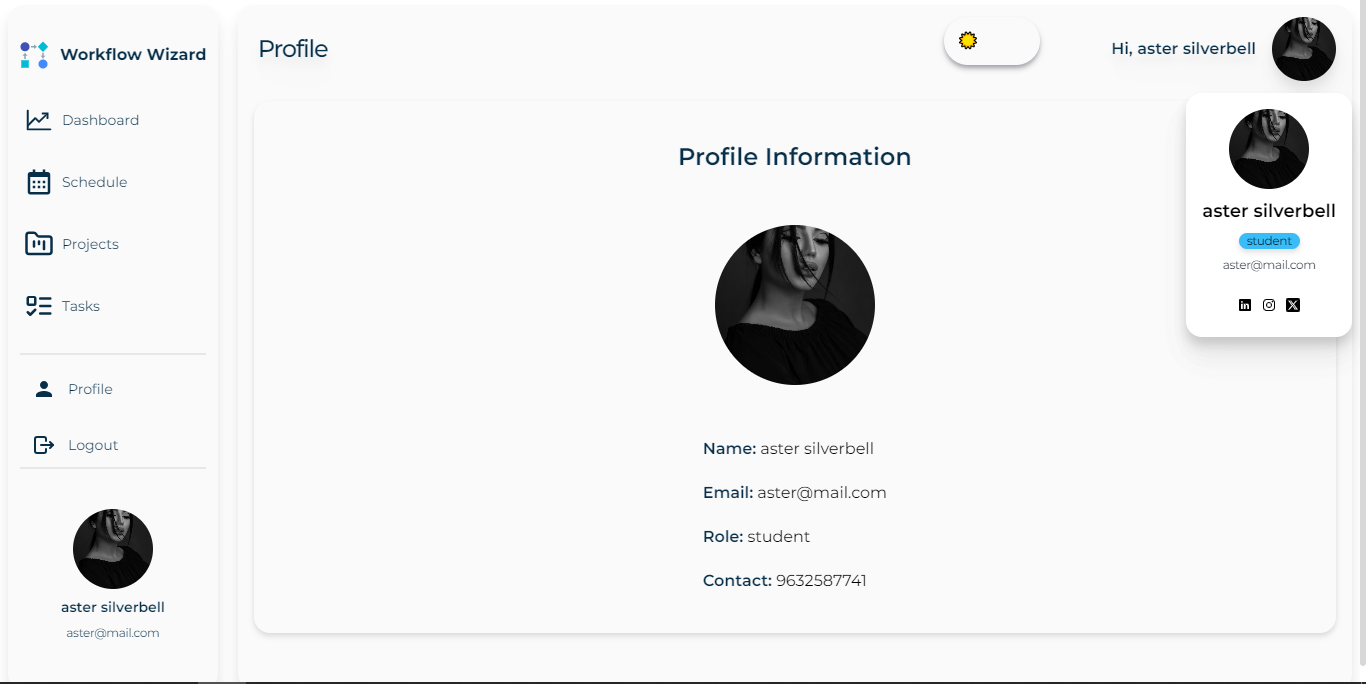 Workflow Wizard
Dashboard
Schedule
Projects
Tasks
Profile
Logout
aster silverbell
aster@mail.com
Profile
Hi, aster silverbell
Profile Information
Name: aster silverbell
Email: aster@mail.com
Role: student
Contact: 9632587741
aster silverbell
student
aster@mail.com